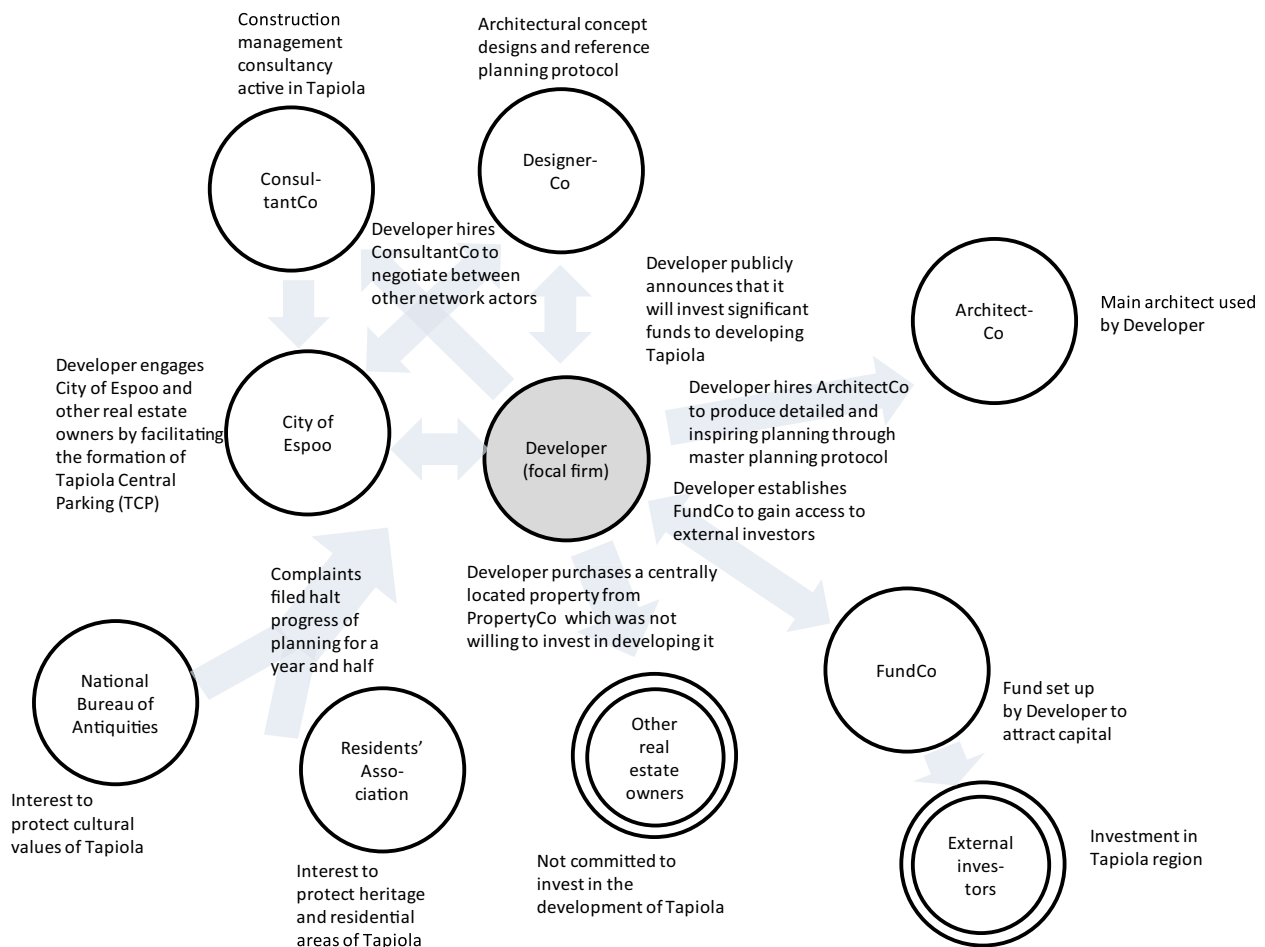 Construction
management
consultancy
active in Tapiola
Architectural concept
designs and reference
planning protocol
Consul-
tantCo
Designer-
Co
Developer hires
ConsultantCo to
negotiate between
other network actors
Developer publicly
announces that it
will invest significant
funds to developing
Tapiola
Architect-
Co
Main architect used
by Developer
Developer engages
City of Espoo and
other real estate
owners by facilitating
the formation of
Tapiola Central
Parking (TCP)
City of
Espoo
Developer
(focal firm)
Developer hires ArchitectCo
to produce detailed and
inspiring planning through
master planning protocol
Developer establishes
FundCo to gain access to
external investors
Complaints
filed halt
progress of
planning for a
year and half
Developer purchases a centrally
located property from
PropertyCo which was not
willing to invest in developing it
National
Bureau of
Antiquities
Interest to
protect cultural
values of Tapiola
Residents’
Asso-
ciation
Interest to
protect heritage
and residential
areas of Tapiola
Other
real
estate
owners
Not committed to
invest in the
development of Tapiola
FundCo
Fund set up
by Developer to
attract capital
External
inves-
tors
Investment in
Tapiola region